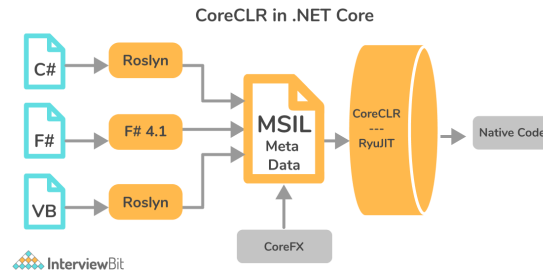 CoreCLR in .NET Core
C#
Roslyn
F#
F# 4.1
VB
Roslyn
MSIL
Meta
Data
CoreFX
CoreCLR
---
RyuJIT
Native Code
InterviewBit